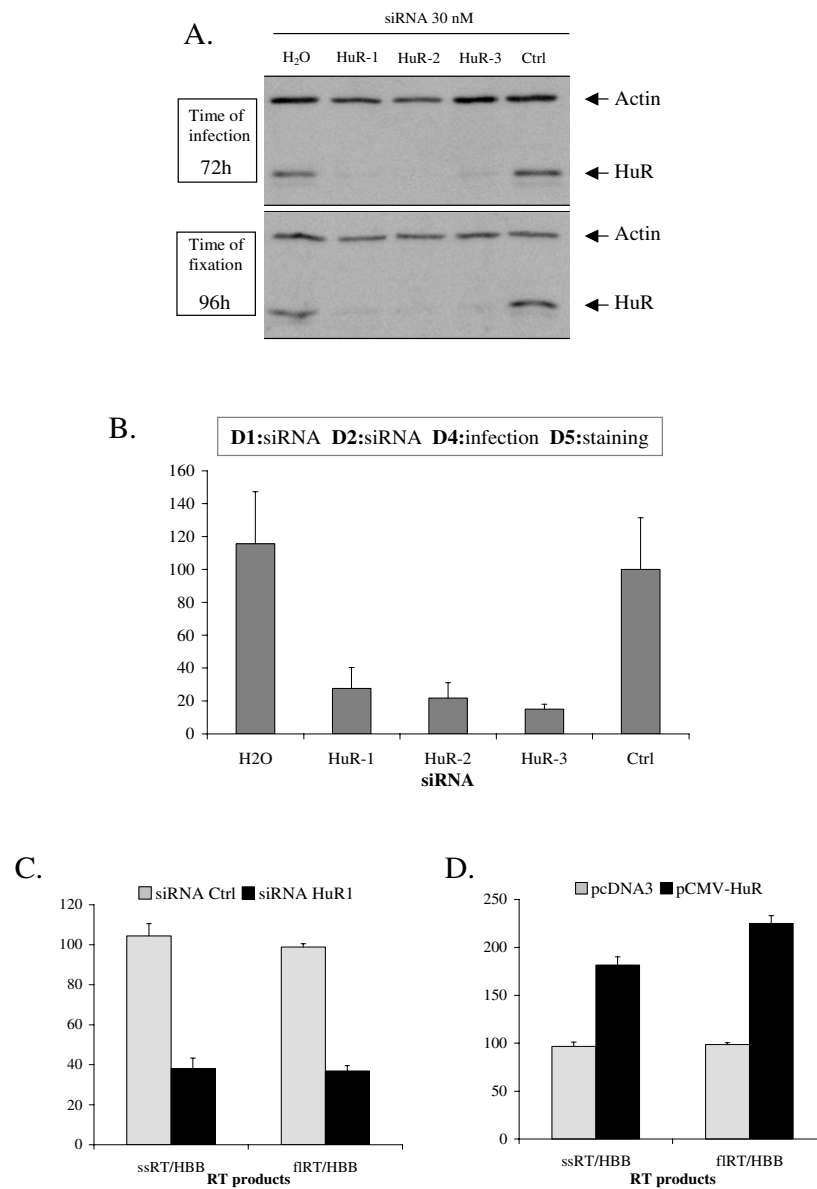 A.
siRNA 30 nM
H₂O HuR-1 HuR-2 HuR-3 Ctrl
Time of
infection
72h
Actin
HuR
Time of
fixation
96h
Actin
HuR
B.
D1:siRNA D2:siRNA D4:infection D5:staining
160
140
120
100
80
60
40
20
0
H2O HuR-1 HuR-2 HuR-3 Ctrl
siRNA
C.
siRNA Ctrl siRNA HuR1
120
100
80
60
40
20
0
ssRT/HBB flRT/HBB
RT products
D.
pcDNA3 pCMV-HuR
250
200
150
100
50
0
ssRT/HBB flRT/HBB
RT products